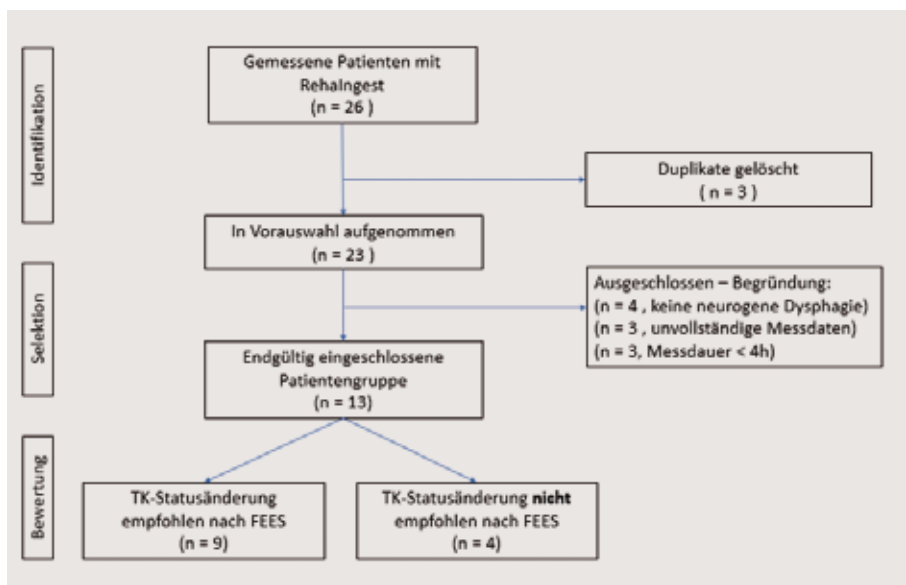 Identifikation
Gemessene Patienten mit
RehaIngest
(n = 26 )
Duplikate gelöscht
( n = 3 )
In Vorauswahl aufgenommen
(n = 23 )
Selektion
Ausgeschlossen – Begründung:
(n = 4 , keine neurogene Dysphagie)
(n = 3 , unvollständige Messdaten)
(n = 3, Messdauer < 4h)
Endgültig eingeschlossene
Patientengruppe
(n = 13)
Bewertung
TK-Statusänderung
empfohlen nach FEES
(n = 9)
TK-Statusänderung nicht
empfohlen nach FEES
(n = 4)